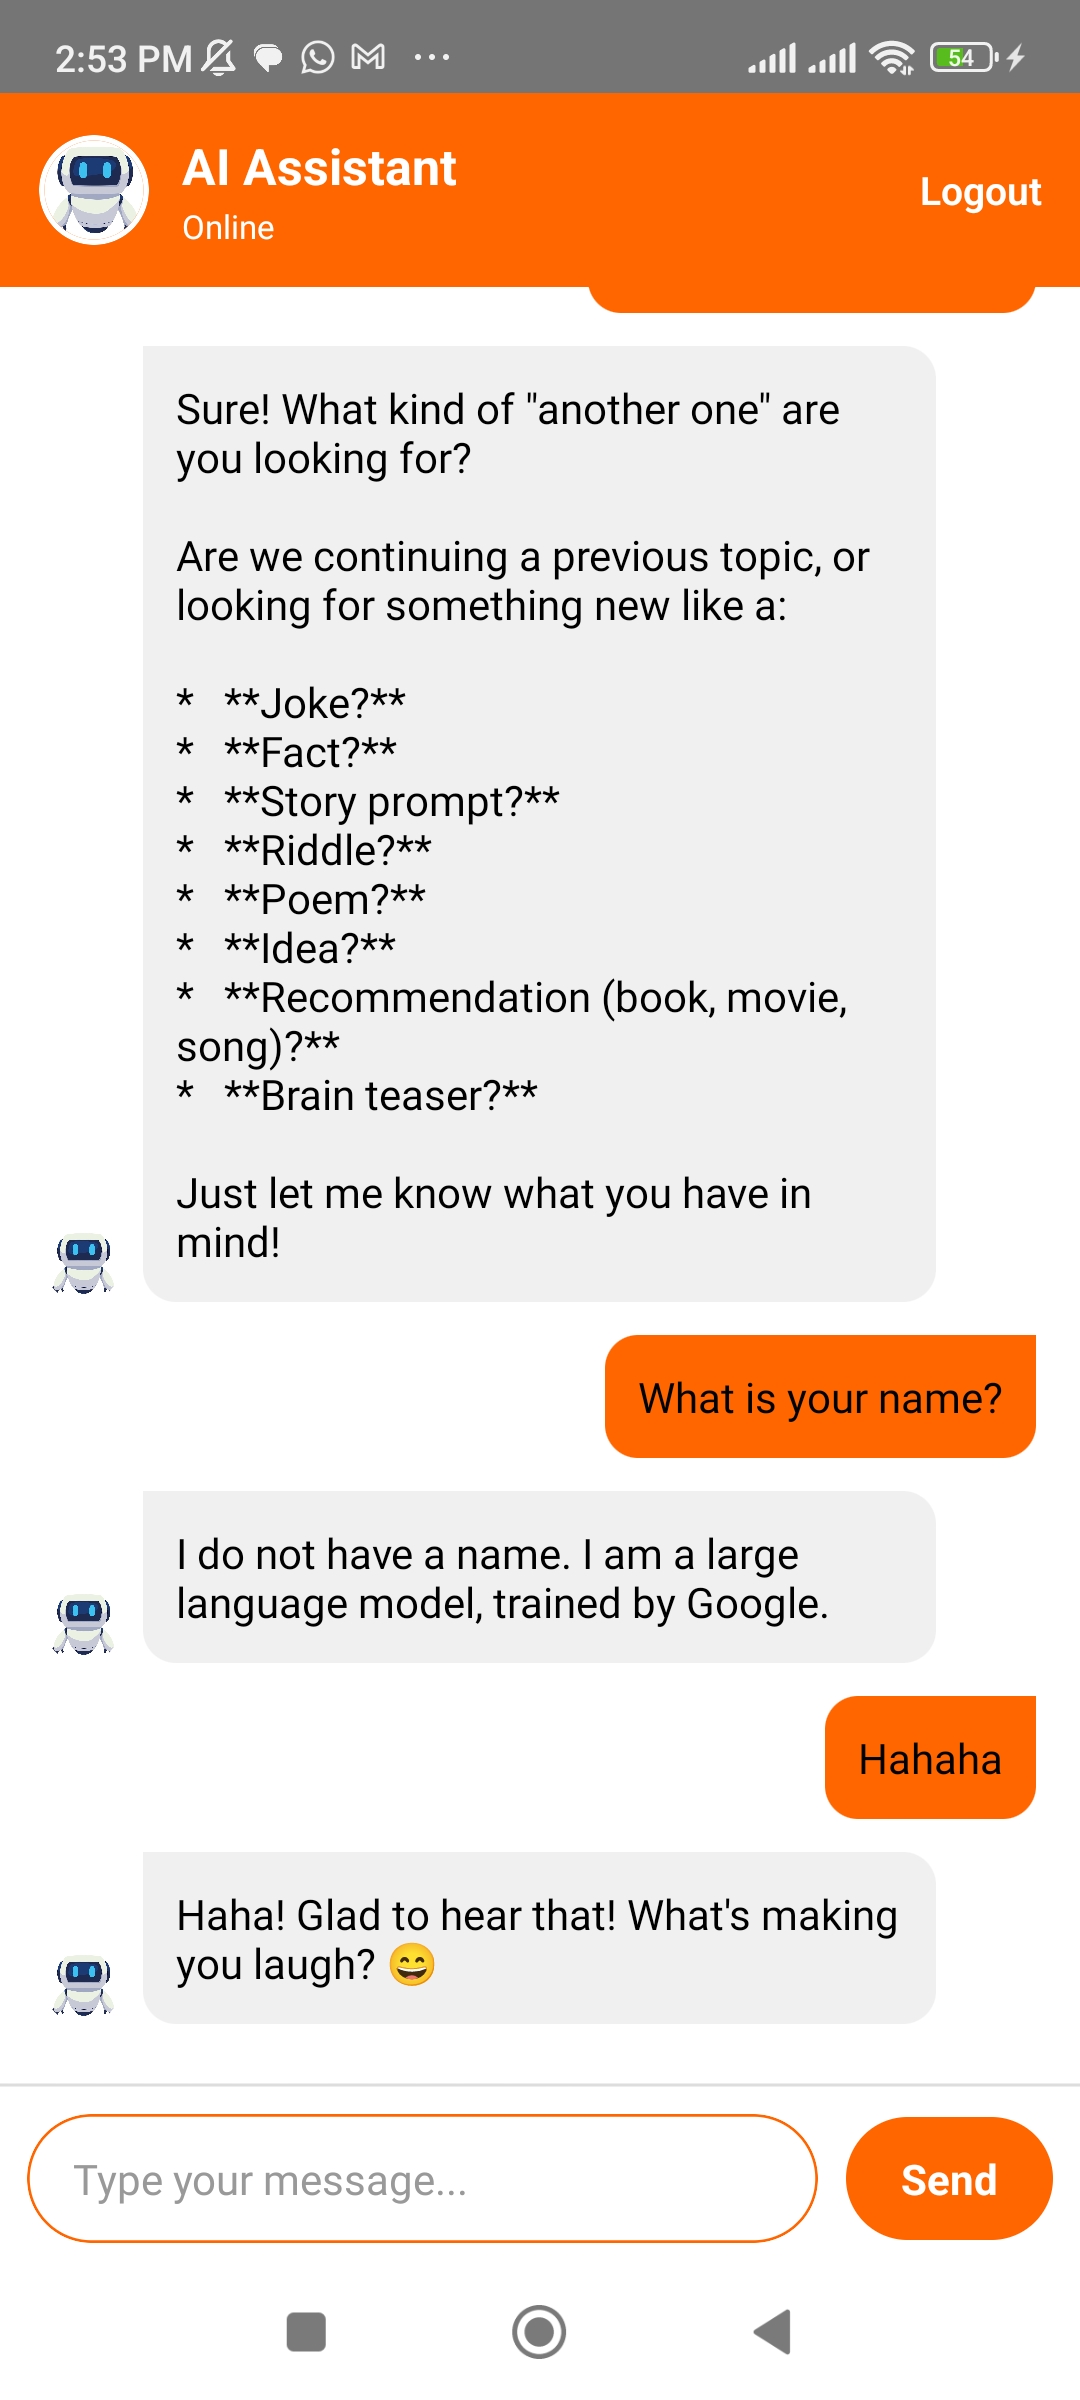 2:53 PM
54
AI Assistant
Online
Logout
Sure! What kind of "another one" are
you looking for?
Are we continuing a previous topic, or
looking for something new like a:
* **Joke?**
* **Fact?**
* **Story prompt?**
* **Riddle?**
* **Poem?**
* **Idea?**
* **Recommendation (book, movie,
song)?**
* **Brain teaser?**
Just let me know what you have in
mind!
What is your name?
I do not have a name. I am a large
language model, trained by Google.
Hahaha
Haha! Glad to hear that! What's making
you laugh? 😄
Type your message...
Send